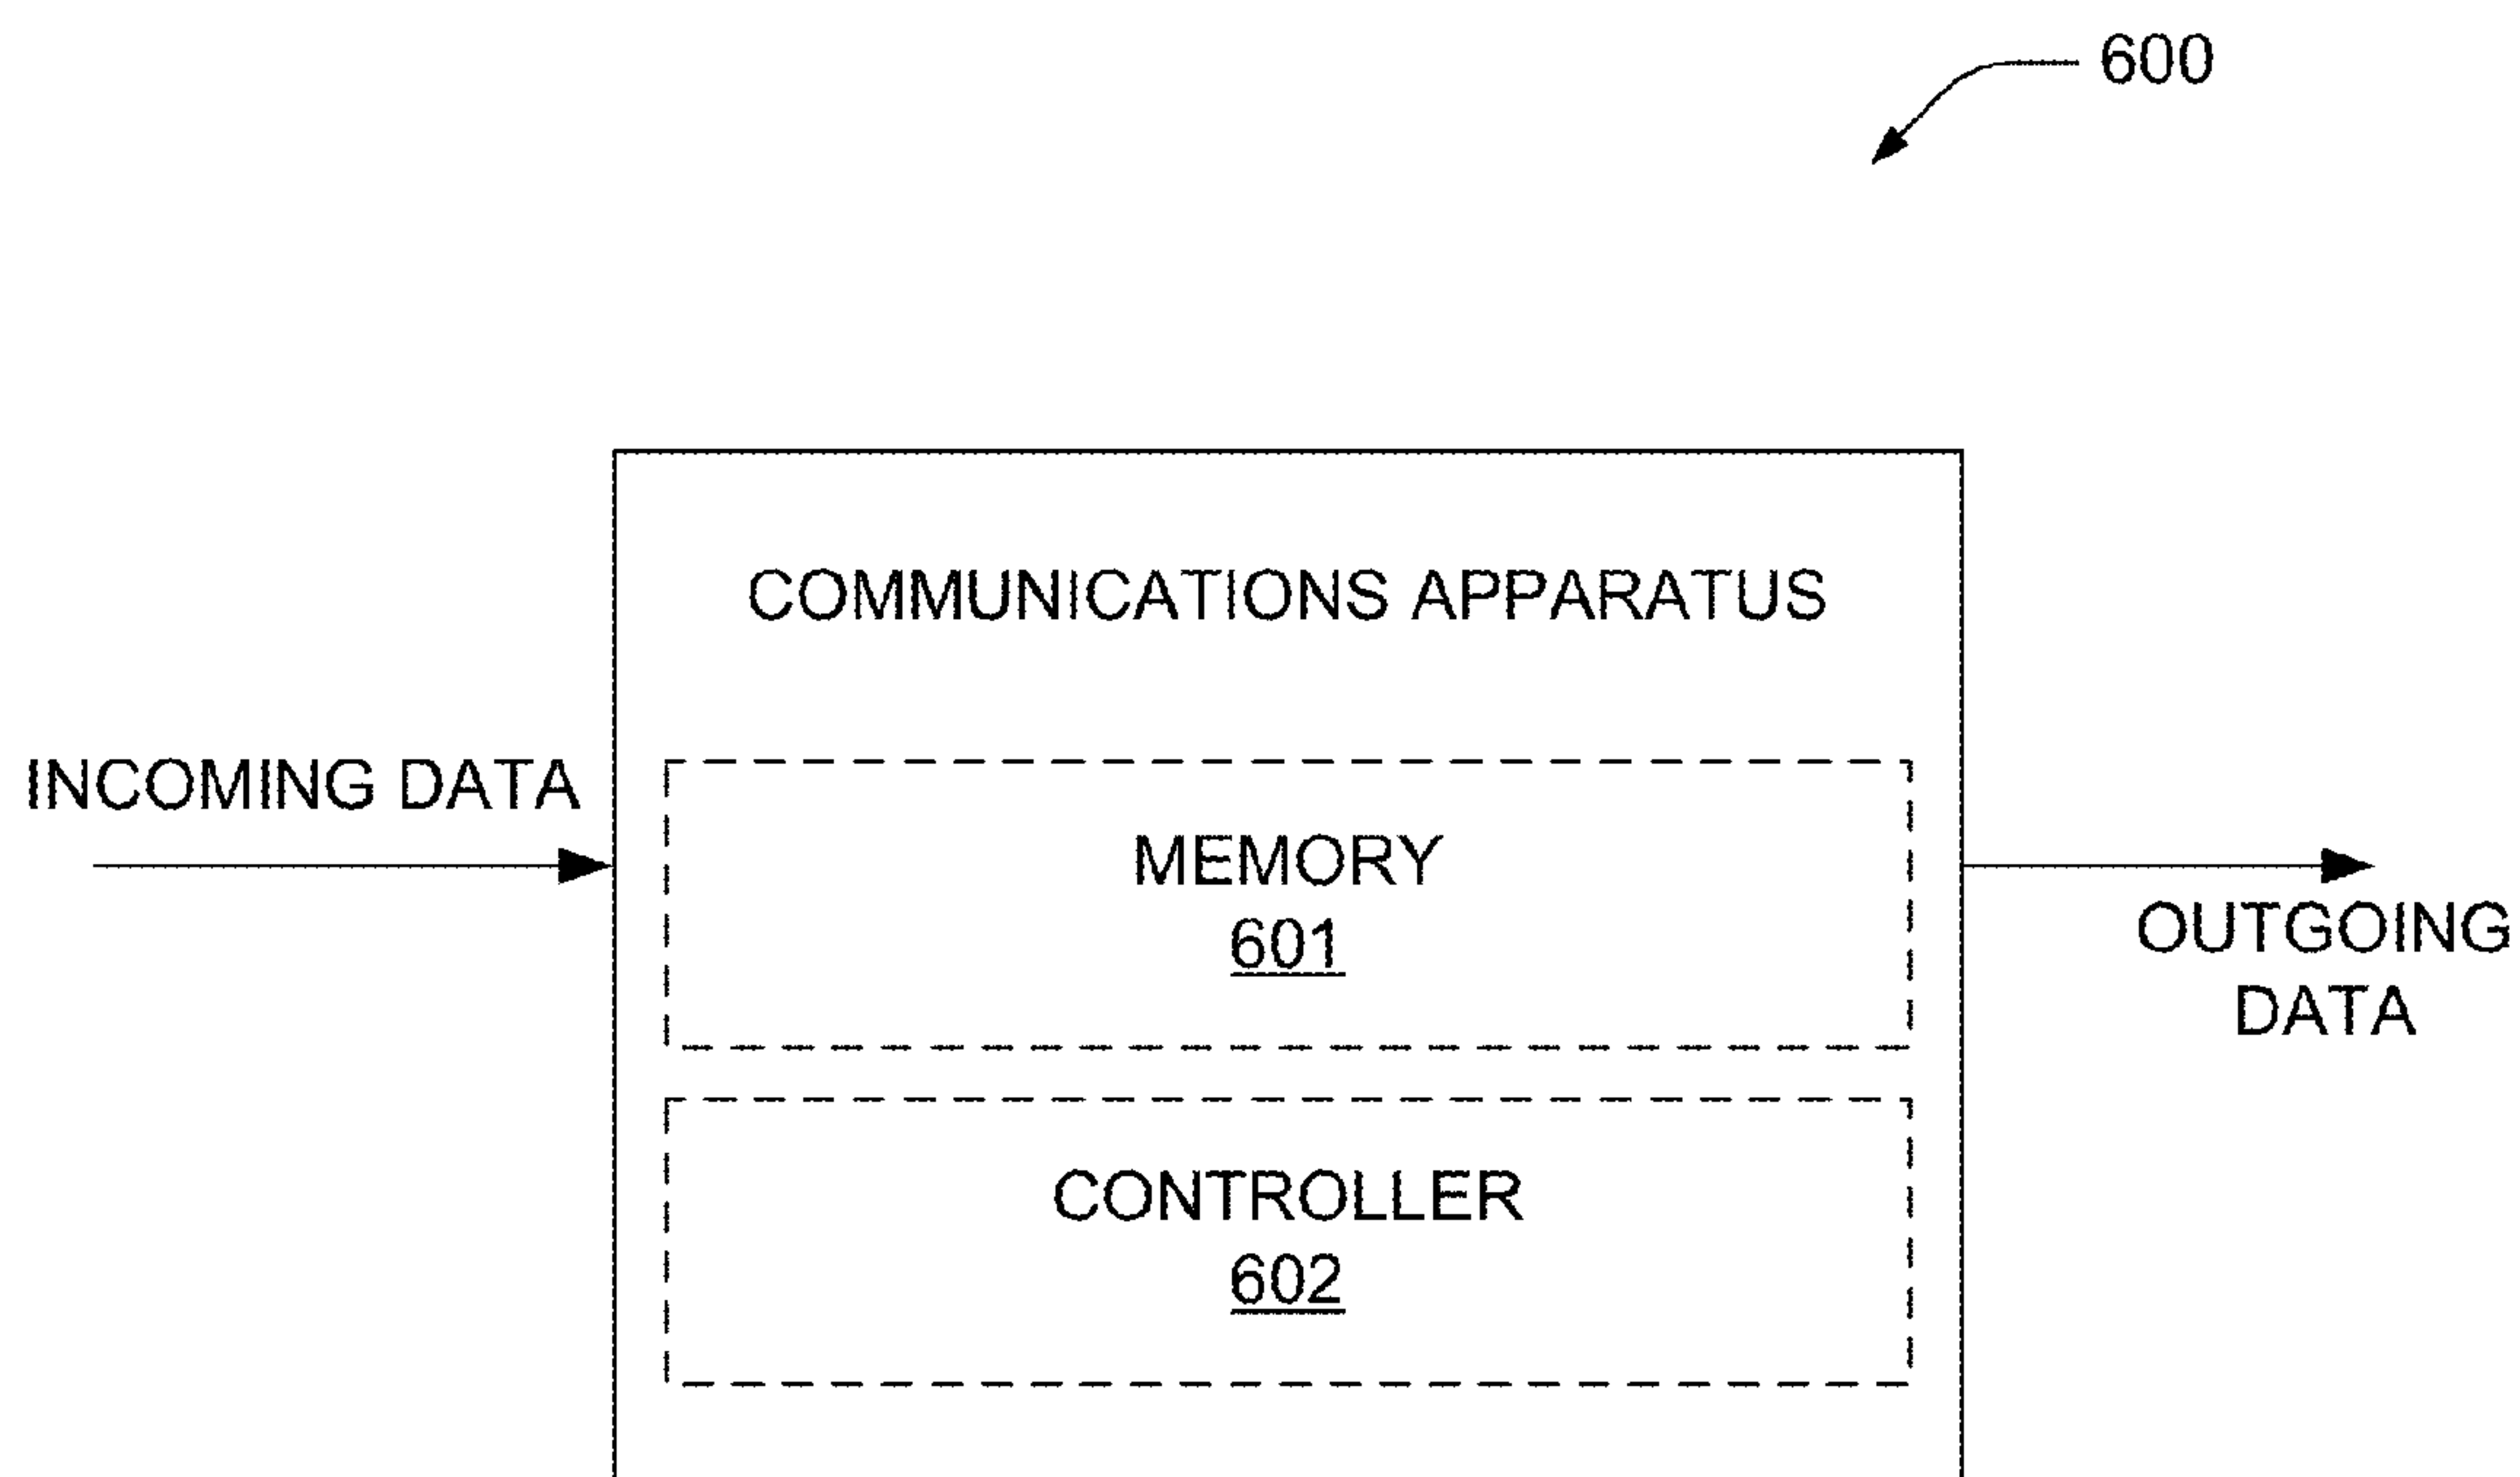 600
COMMUNICATIONS APPARATUS
INCOMING DATA
MEMORY
601
OUTGOING
DATA
CONTROLLER
602